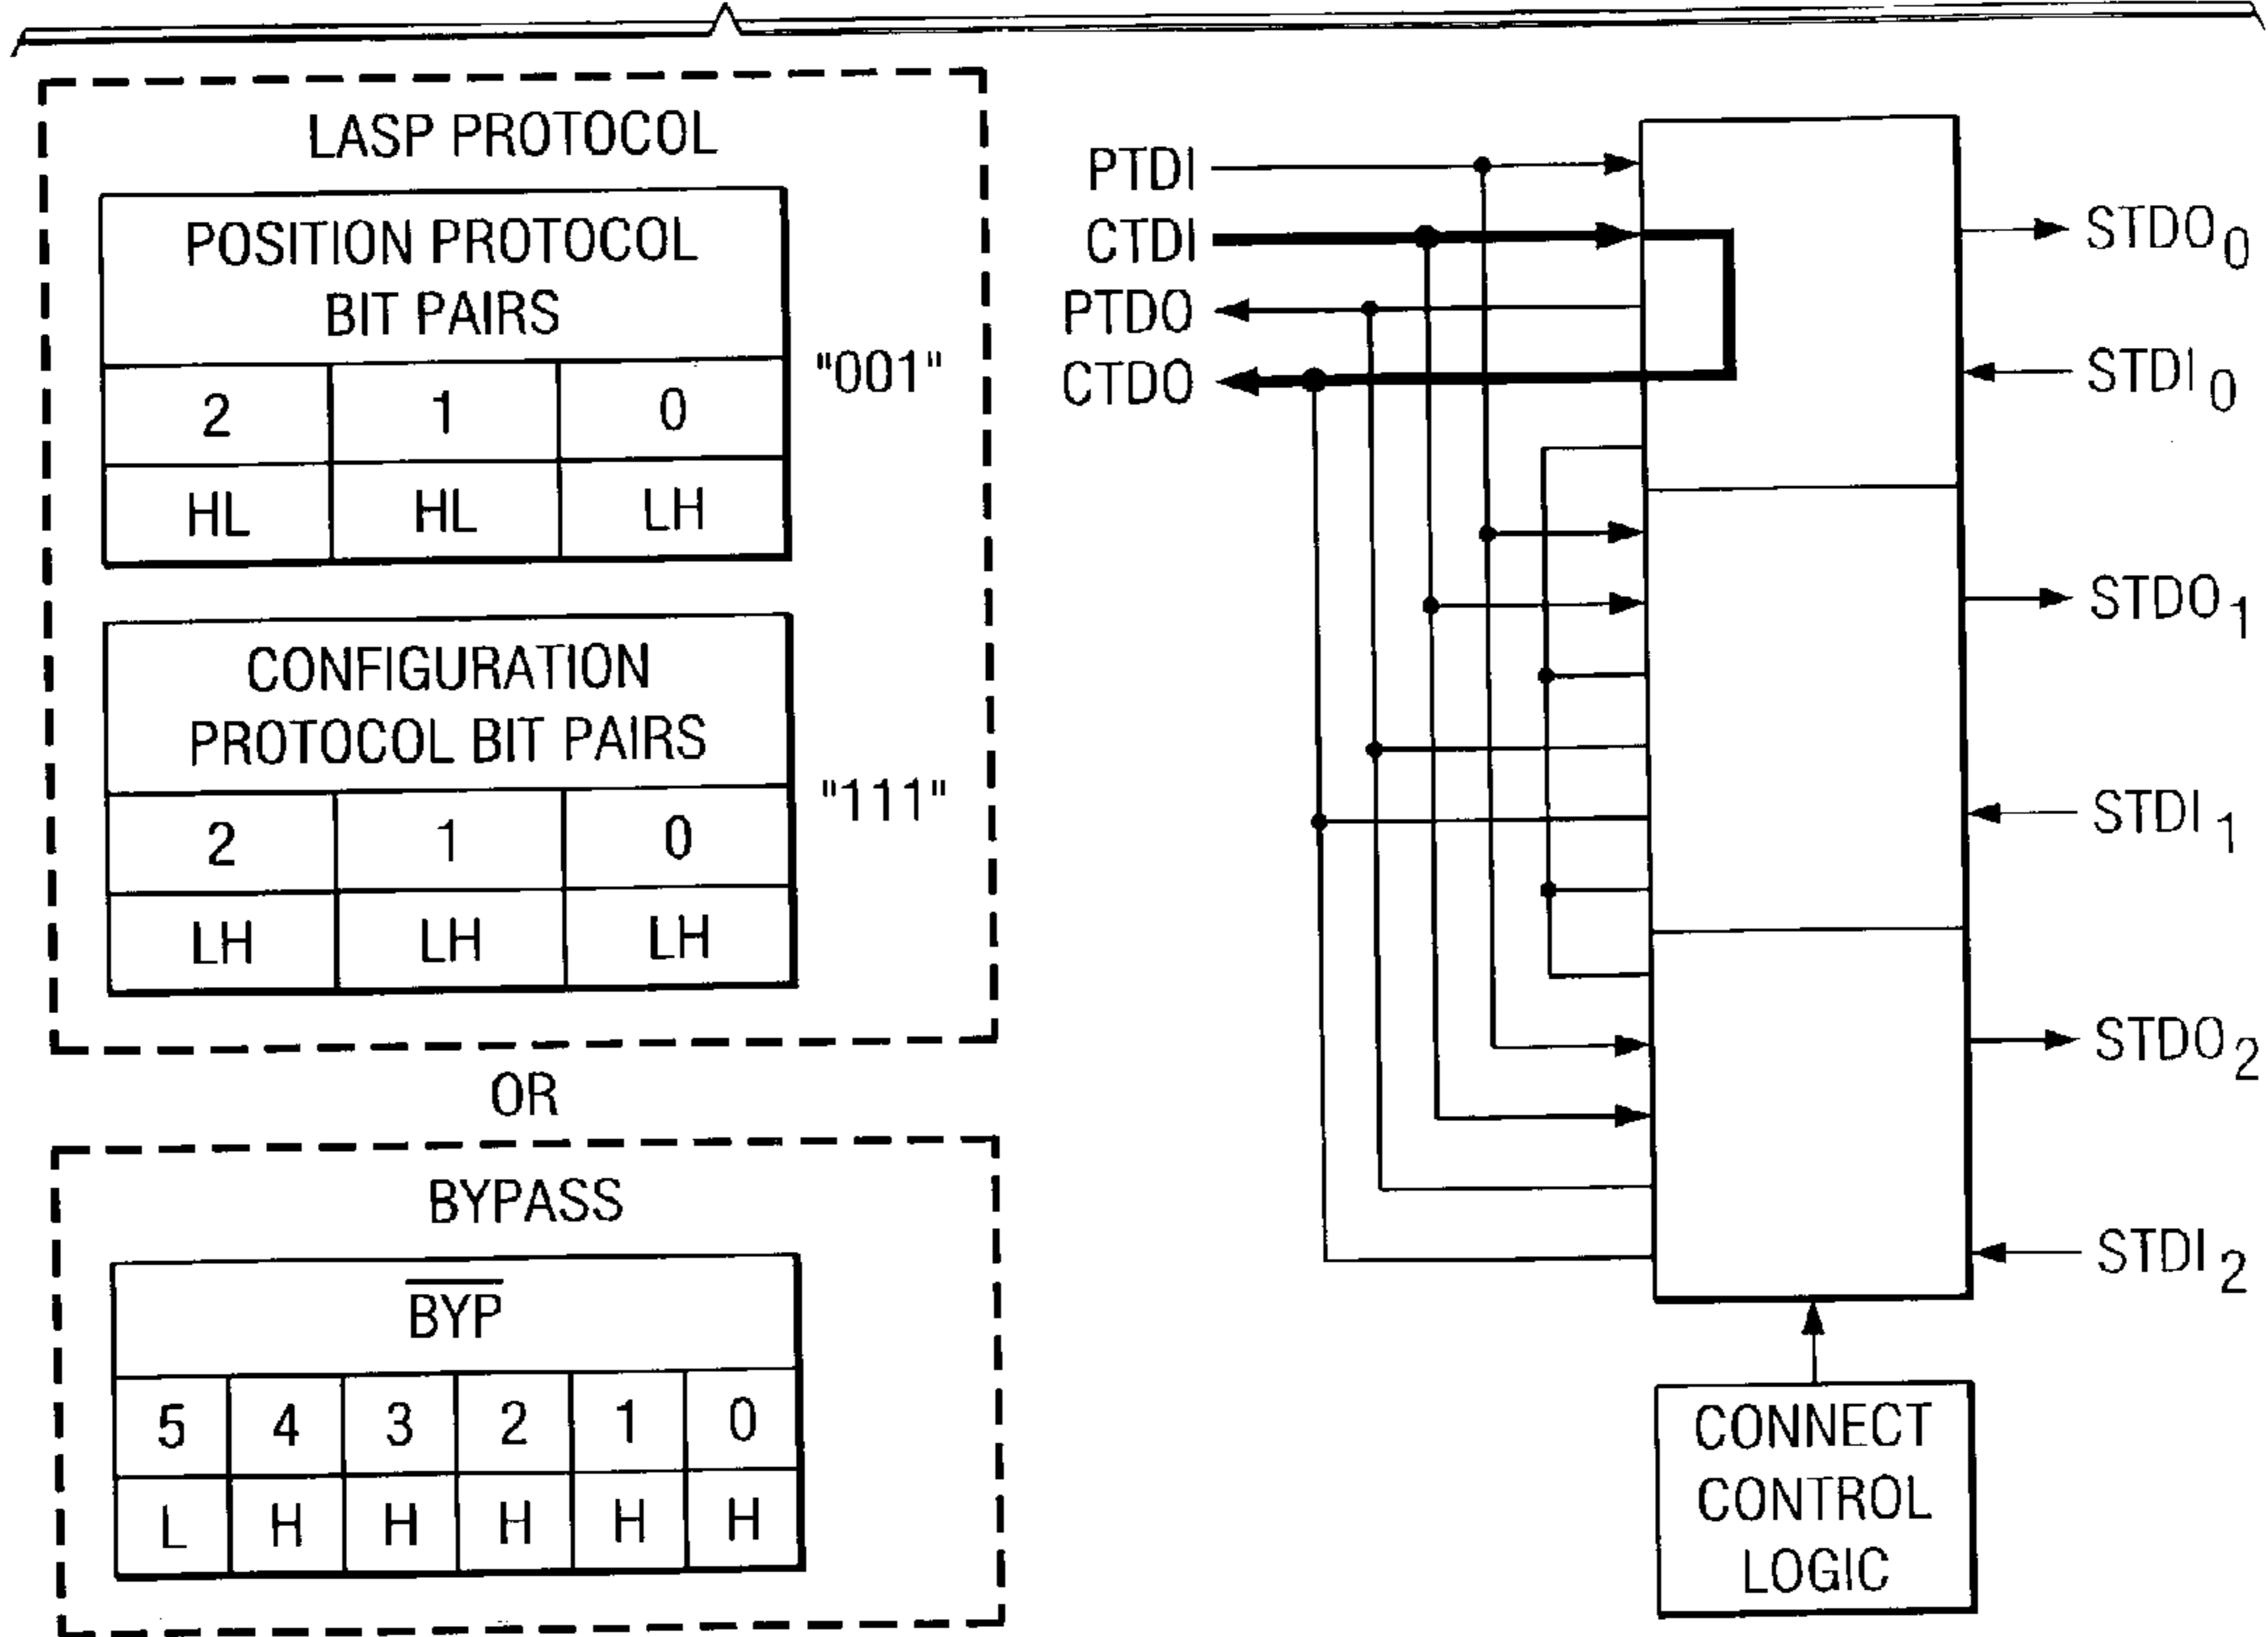 LASP PROTOCOL
POSITION PROTOCOL
BIT PAIRS
2 1 0
HL HL LH
"001"
CONFIGURATION
PROTOCOL BIT PAIRS
2 1 0
LH LH LH
"111"
OR
BYPASS
B̅Y̅P̅
5 4 3 2 1 0
L H H H H H
PTDI
CTDI
PTDO
CTDO
STDO0
STDI0
STDO1
STDI1
STDO2
STDI2
CONNECT
CONTROL
LOGIC